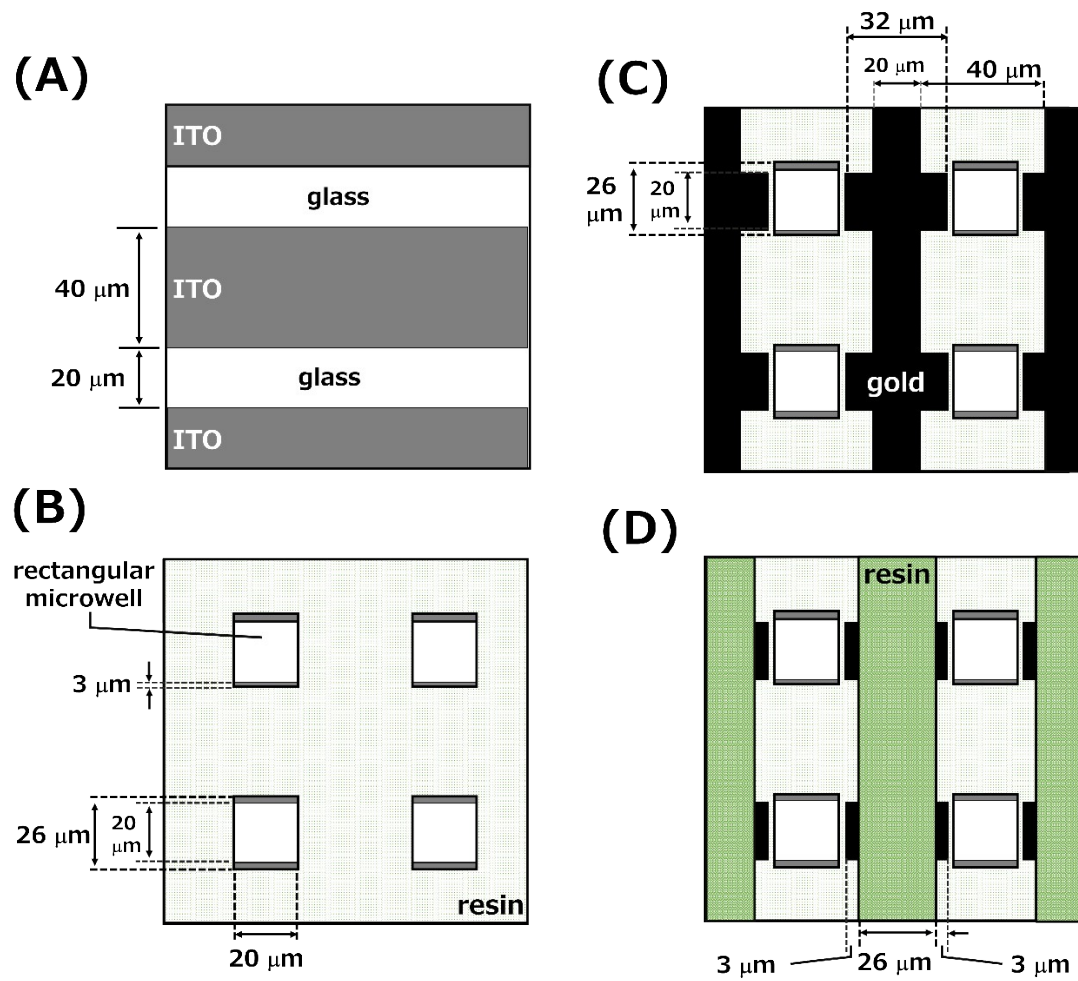 (A)
ITO
glass
ITO
40 μm
20 μm
glass
ITO
(B)
rectangular
microwell
3 μm
26 μm
20
μm
resin
20 μm
(C)
32 μm
20 μm
40 μm
26
μm
20
μm
gold
(D)
resin
3 μm
26 μm
3 μm